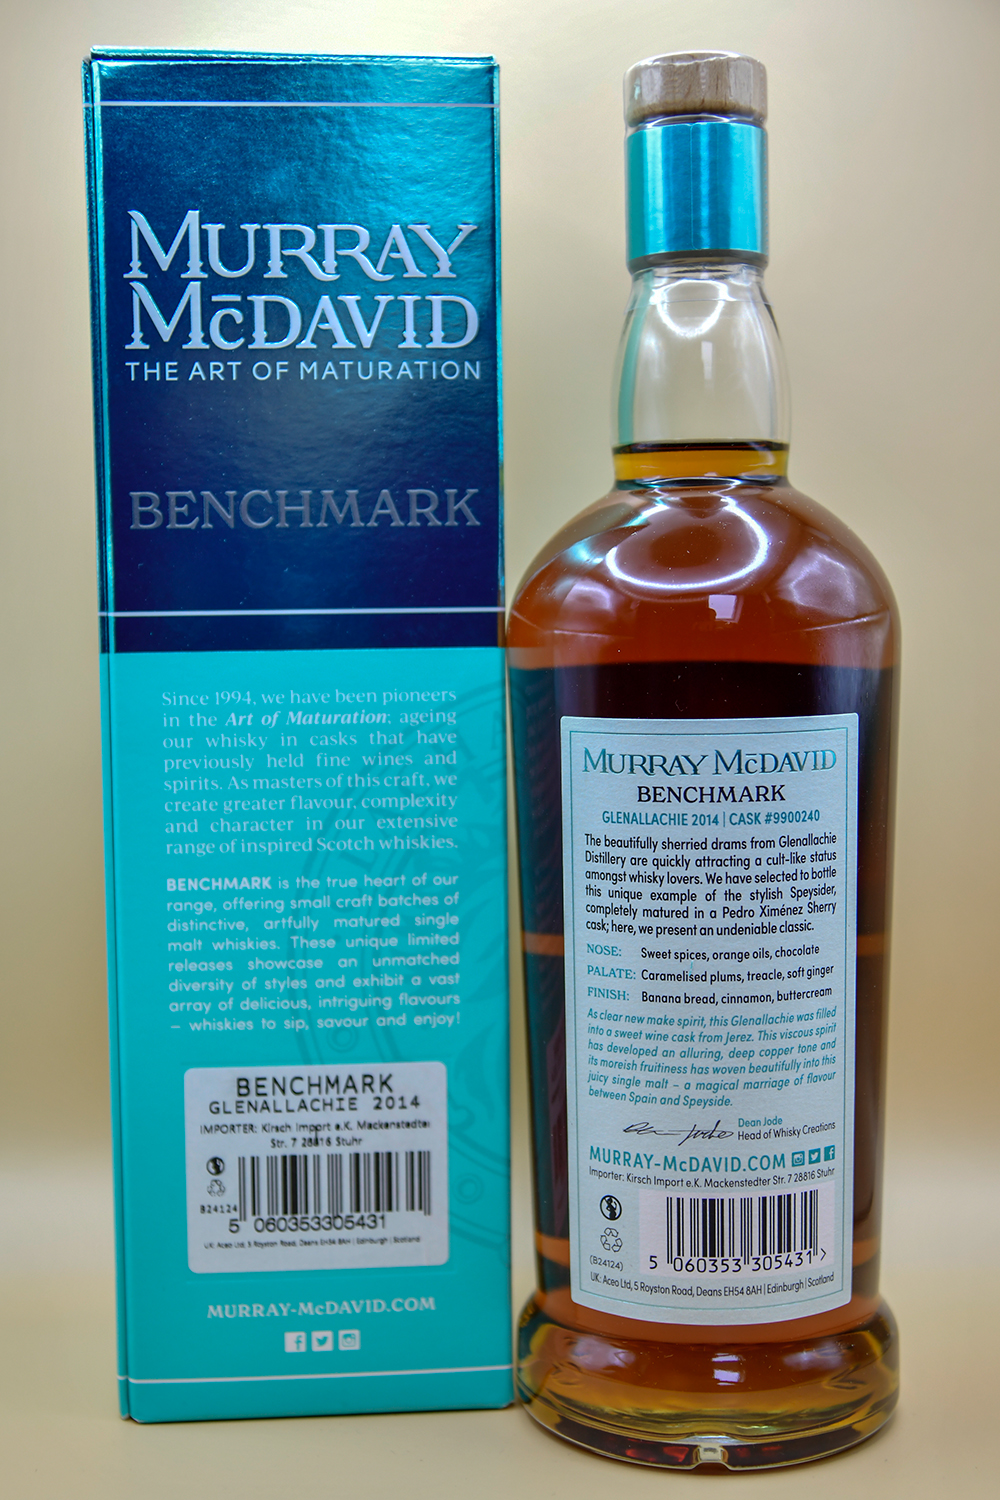 MURRAY
McDAVID
THE ART OF MATURATION
BENCHMARK
Since 1994, we have been pioneers
in the Art of Maturation; ageing
our whisky in casks that have
previously held fine wines and
spirits. As masters of this craft, we
create greater flavour, complexity
and character in our extensive
range of inspired Scotch whiskies.
BENCHMARK is the true heart of our
range, offering small craft batches of
distinctive, artfully matured single
malt whiskies. These unique limited
releases showcase an unmatched
diversity of styles and exhibit a vast
array of delicious, intriguing flavours
– whiskies to sip, savour and enjoy!
BENCHMARK
GLENALLACHIE 2014
IMPORTER: Kirsch Import e.K. Mackenstedter
Str. 7 28816 Stuhr
B24124
5 060353305431
UK: Aceo Ltd, 5 Royston Road, Deans EH54 8AH | Edinburgh | Scotland
MURRAY-McDAVID.COM
MURRAY McDAVID
BENCHMARK
GLENALLACHIE 2014 | CASK #9900240
The beautifully sherried drams from Glenallachie
Distillery are quickly attracting a cult-like status
amongst whisky lovers. We have selected to bottle
this unique example of the stylish Speysider,
completely matured in a Pedro Ximénez Sherry
cask; here, we present an undeniable classic.
NOSE: Sweet spices, orange oils, chocolate
PALATE: Caramelised plums, treacle, soft ginger
FINISH: Banana bread, cinnamon, buttercream
As clear new make spirit, this Glenallachie was filled
into a sweet wine cask from Jerez. This viscous spirit
has developed an alluring, deep copper tone and
its moreish fruitiness has woven beautifully into this
juicy single malt – a magical marriage of flavour
between Spain and Speyside.
Dean Jode
Head of Whisky Creations
MURRAY-McDAVID.COM
Importer: Kirsch Import e.K. Mackenstedter Str. 7 28816 Stuhr
(B24124)
5 060353 305431 >
UK: Aceo Ltd, 5 Royston Road, Deans EH54 8AH | Edinburgh | Scotland